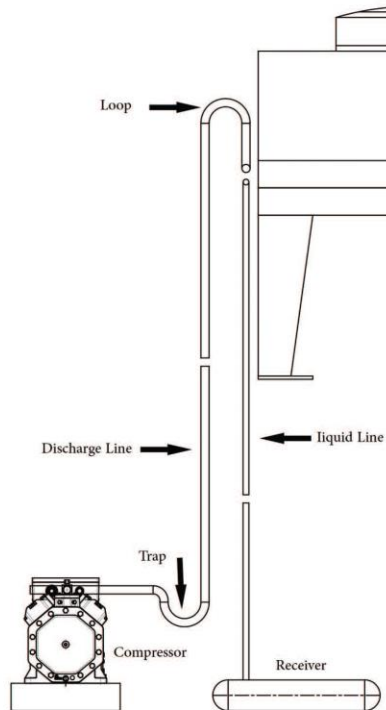 Loop
Discharge Line
Iiquid Line
Trap
Compressor
Receiver